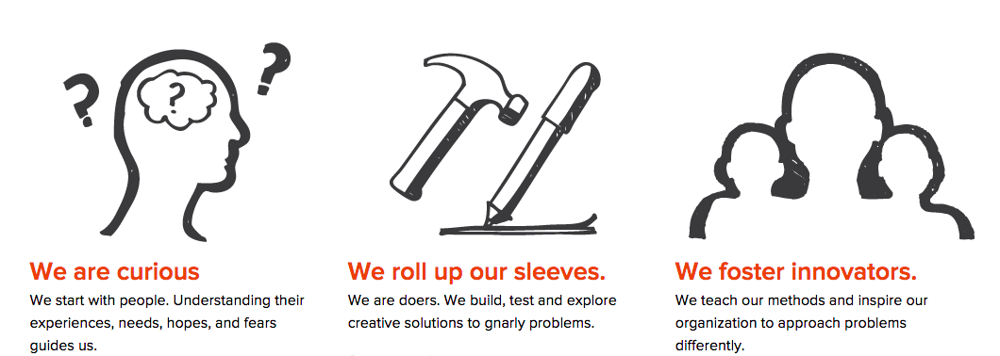 ?
?
?
We are curious
We start with people. Understanding their
experiences, needs, hopes, and fears
guides us.
We roll up our sleeves.
We are doers. We build, test and explore
creative solutions to gnarly problems.
We foster innovators.
We teach our methods and inspire our
organization to approach problems
differently.